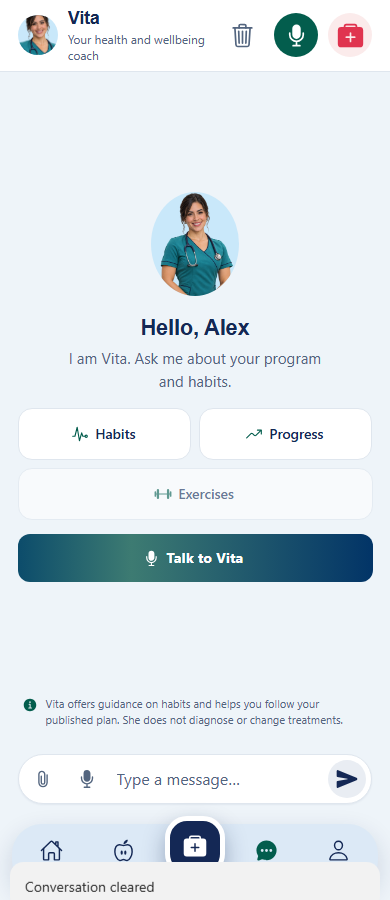 Vita
Your health and wellbeing
coach
Hello, Alex
I am Vita. Ask me about your program
and habits.
Habits
Progress
Exercises
Talk to Vita
Vita offers guidance on habits and helps you follow your
published plan. She does not diagnose or change treatments.
Type a message...
Conversation cleared